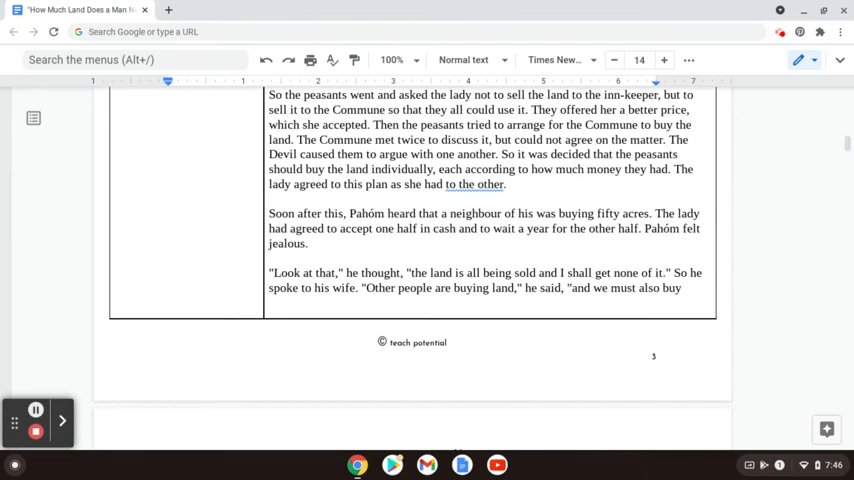 "How Much Land Does a Man N
Search Google or type a URL
Search the menus (Alt+/)
100%
Normal text
Times New...
14
1
1
2
3
4
5
6
7
So the peasants went and asked the lady not to sell the land to the inn-keeper, but to
sell it to the Commune so that they all could use it. They offered her a better price,
which she accepted. Then the peasants tried to arrange for the Commune to buy the
land. The Commune met twice to discuss it, but could not agree on the matter. The
Devil caused them to argue with one another. So it was decided that the peasants
should buy the land individually, each according to how much money they had. The
lady agreed to this plan as she had to the other.
Soon after this, Pahóm heard that a neighbour of his was buying fifty acres. The lady
had agreed to accept one half in cash and to wait a year for the other half. Pahóm felt
jealous.
"Look at that," he thought, "the land is all being sold and I shall get none of it." So he
spoke to his wife. "Other people are buying land," he said, "and we must also buy
© teach potential
3
1
7:46